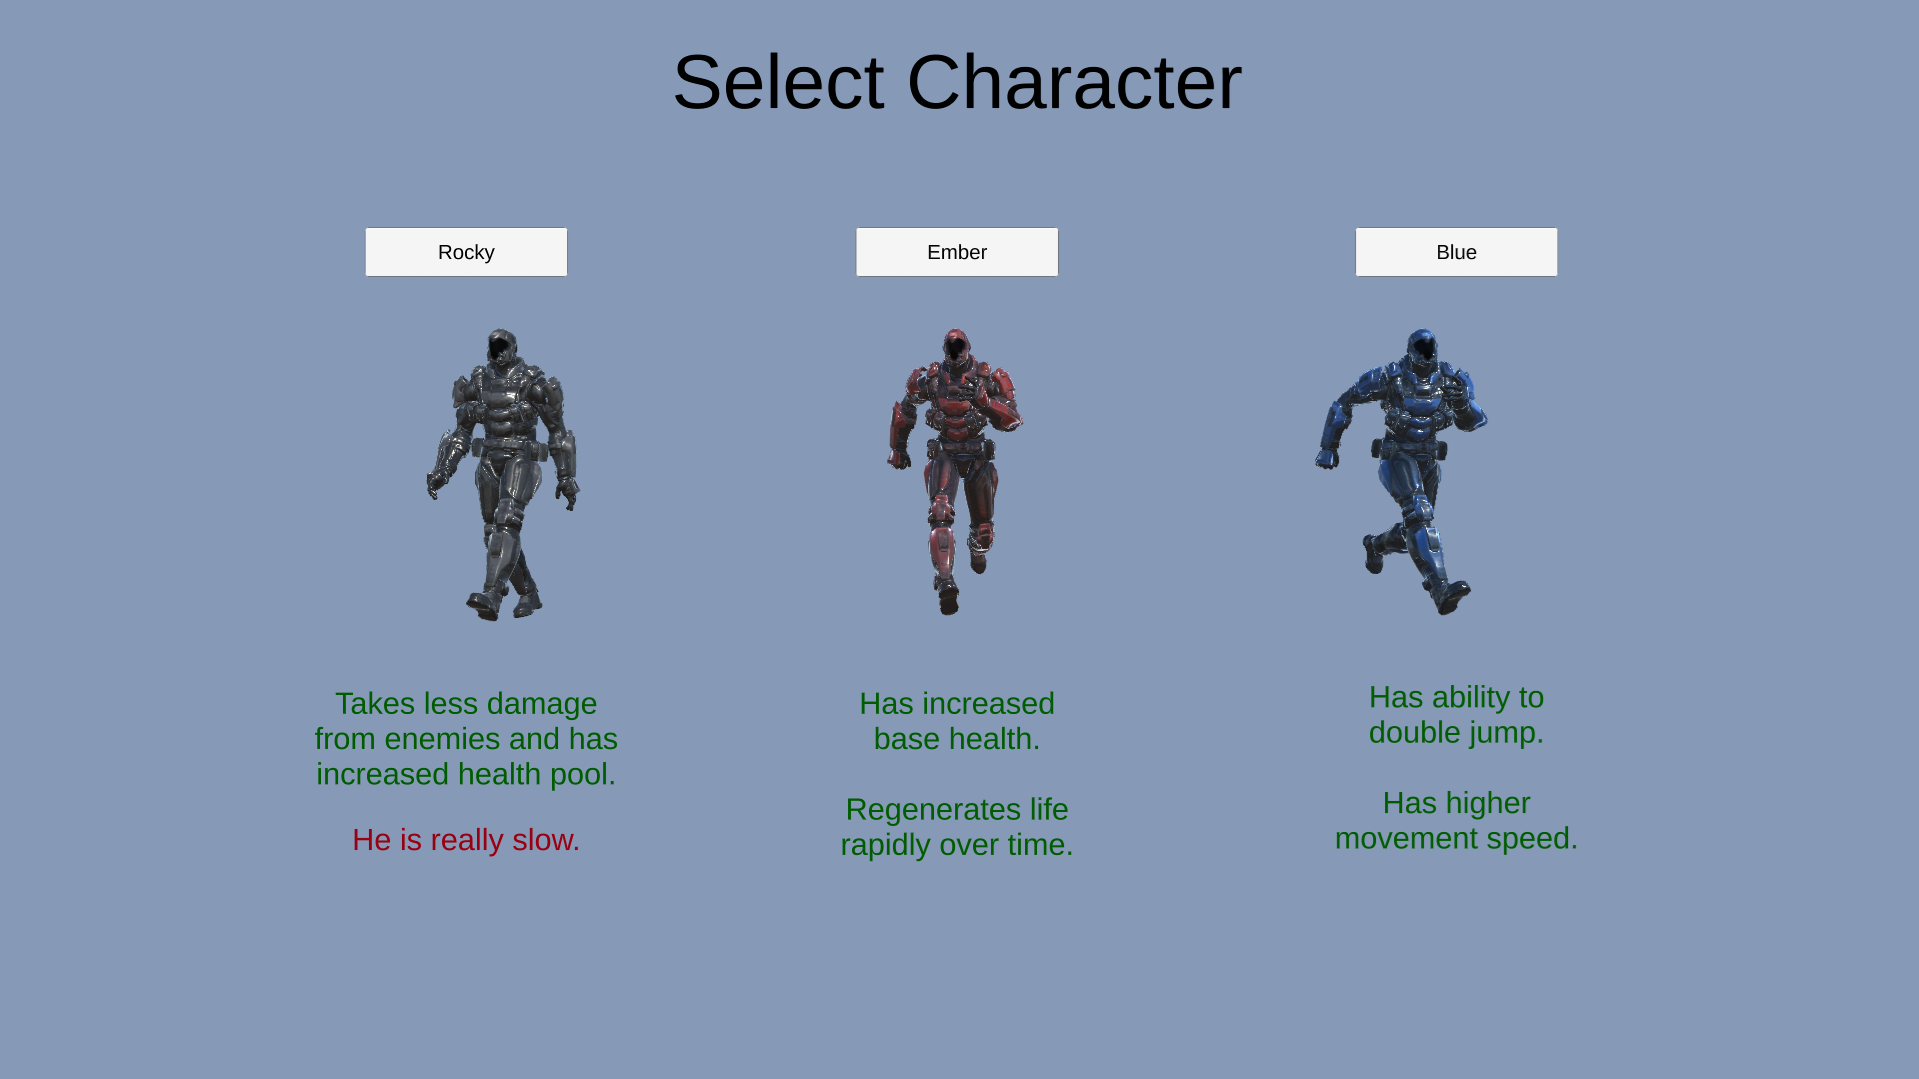 Select Character
Rocky
Ember
Blue
Takes less damage
from enemies and has
increased health pool.
He is really slow.
Has increased
base health.
Regenerates life
rapidly over time.
Has ability to
double jump.
Has higher
movement speed.